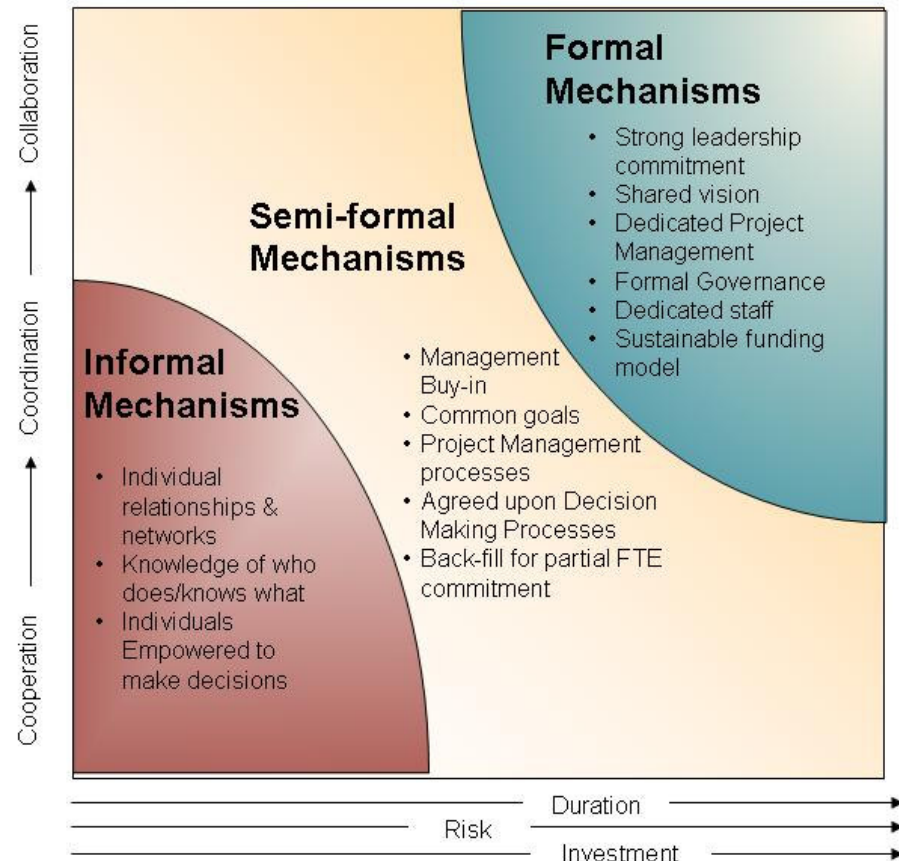 Formal
Mechanisms
• Strong leadership
commitment
• Shared vision
• Dedicated Project
Management
• Formal Governance
• Dedicated staff
• Sustainable funding
model
Semi-formal
Mechanisms
• Management
Buy-in
• Common goals
• Project Management
processes
• Agreed upon Decision
Making Processes
• Back-fill for partial FTE
commitment
Informal
Mechanisms
• Individual
relationships &
networks
• Knowledge of who
does/knows what
• Individuals
Empowered to
make decisions
Collaboration
Coordination
Cooperation
Duration
Risk
Investment